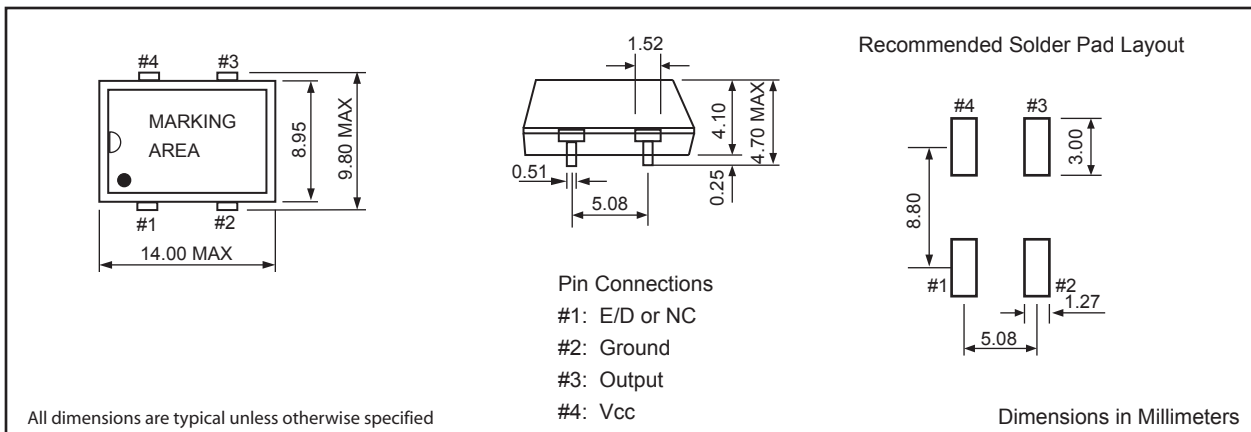 #4 #3
MARKING
AREA
8.95
9.80 MAX
#1 #2
14.00 MAX
1.52
4.10
4.70 MAX
0.51
0.25
5.08
Recommended Solder Pad Layout
#4 #3
3.00
8.80
#1 #2
1.27
5.08
Pin Connections
#1: E/D or NC
#2: Ground
#3: Output
#4: Vcc
All dimensions are typical unless otherwise specified
Dimensions in Millimeters